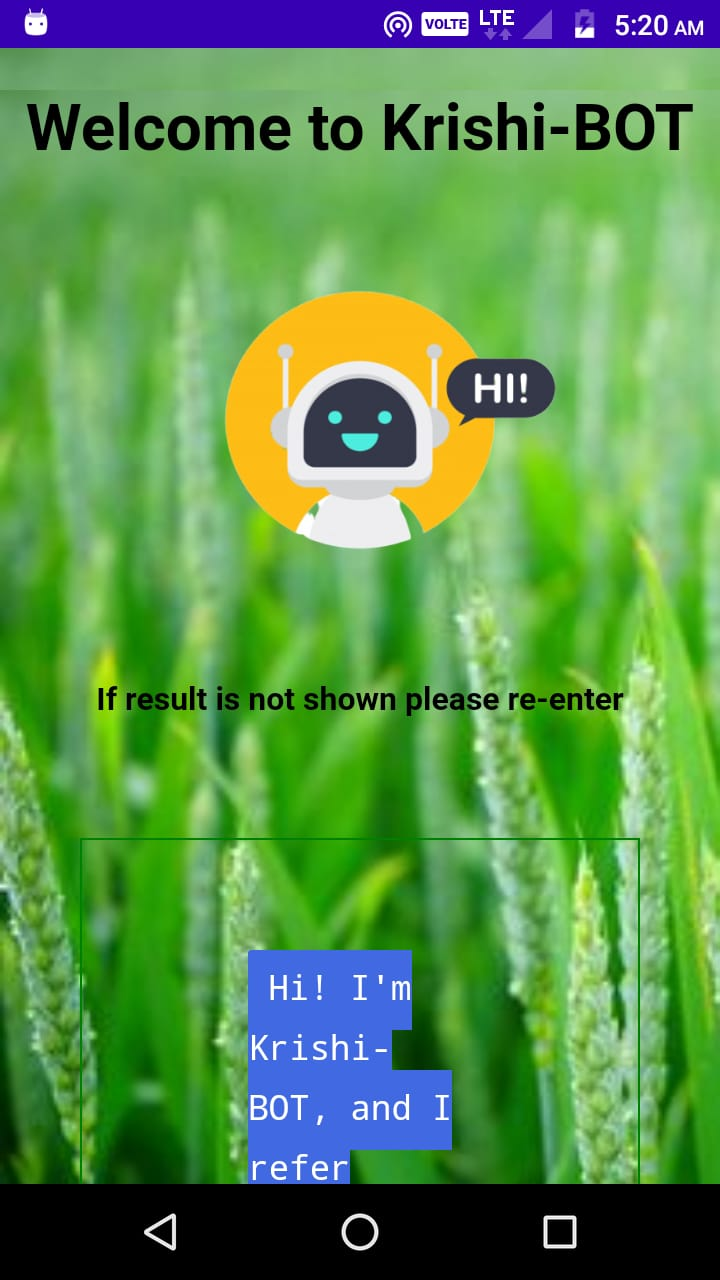 VOLTE LTE 5:20 AM
Welcome to Krishi-BOT
HI!
If result is not shown please re-enter
Hi! I'm
Krishi-
BOT, and I
refer